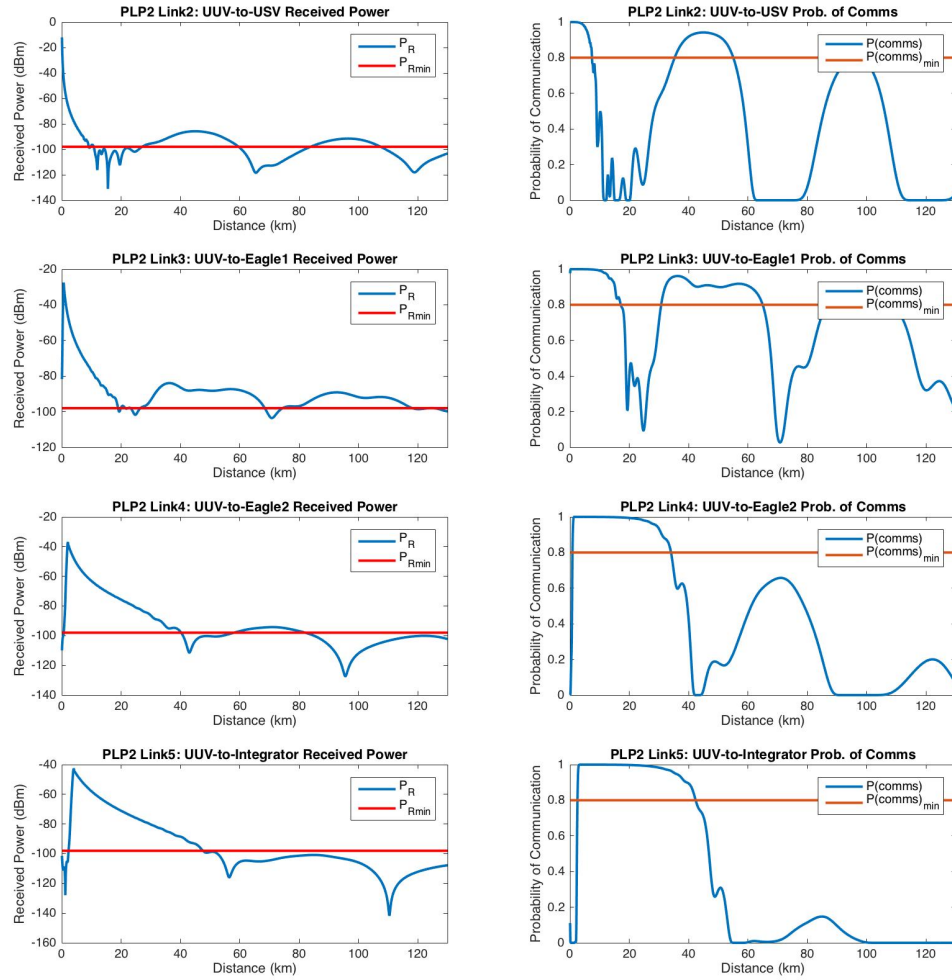 PLP2 Link2: UUV-to-USV Received Power
Received Power (dBm)
0
-20
-40
-60
-80
-100
-120
-140
0 20 40 60 80 100 120
Distance (km)
P_R
P_Rmin
PLP2 Link2: UUV-to-USV Prob. of Comms
Probability of Communication
1
0.8
0.6
0.4
0.2
0
0 20 40 60 80 100 120
Distance (km)
P(comms)
P(comms)_min
PLP2 Link3: UUV-to-Eagle1 Received Power
Received Power (dBm)
-20
-40
-60
-80
-100
-120
0 20 40 60 80 100 120
Distance (km)
P_R
P_Rmin
PLP2 Link3: UUV-to-Eagle1 Prob. of Comms
Probability of Communication
1
0.8
0.6
0.4
0.2
0
0 20 40 60 80 100 120
Distance (km)
P(comms)
P(comms)_min
PLP2 Link4: UUV-to-Eagle2 Received Power
Received Power (dBm)
-20
-40
-60
-80
-100
-120
-140
0 20 40 60 80 100 120
Distance (km)
P_R
P_Rmin
PLP2 Link4: UUV-to-Eagle2 Prob. of Comms
Probability of Communication
1
0.8
0.6
0.4
0.2
0
0 20 40 60 80 100 120
Distance (km)
P(comms)
P(comms)_min
PLP2 Link5: UUV-to-Integrator Received Power
Received Power (dBm)
-40
-60
-80
-100
-120
-140
-160
0 20 40 60 80 100 120
Distance (km)
P_R
P_Rmin
PLP2 Link5: UUV-to-Integrator Prob. of Comms
Probability of Communication
1
0.8
0.6
0.4
0.2
0
0 20 40 60 80 100 120
Distance (km)
P(comms)
P(comms)_min